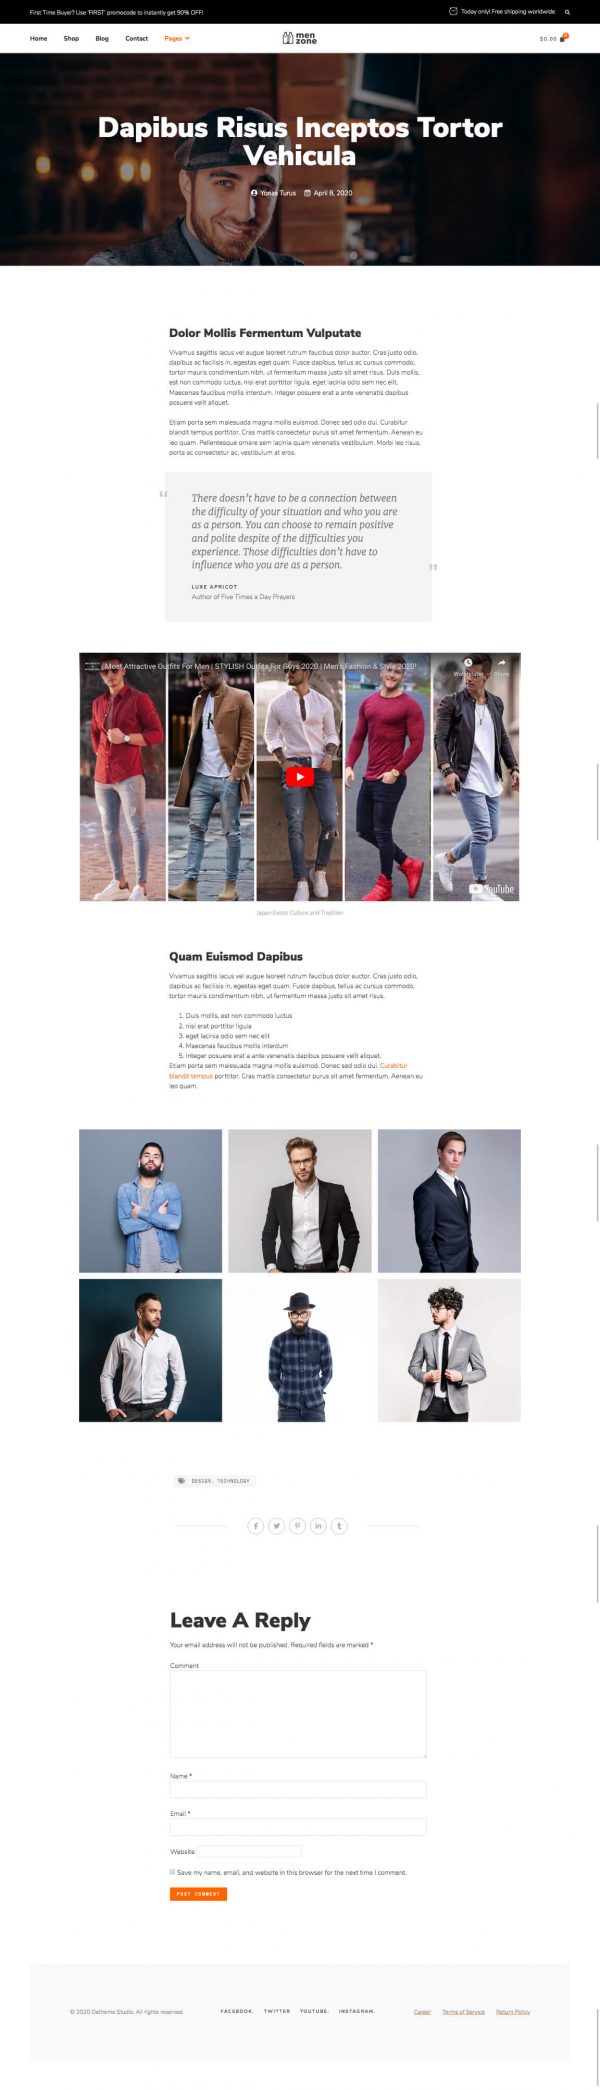 First Time Buyer? Use 'FIRST' promocode to instantly get 90% OFF!
Today only! Free shipping worldwide
Home Shop Blog Contact Pages
men
zone
$0.00 0
Dapibus Risus Inceptos Tortor
Vehicula
Yonas Turus April 8, 2020
Dolor Mollis Fermentum Vulputate
Vivamus sagittis lacus vel augue laoreet rutrum faucibus dolor auctor. Cras justo odio,
dapibus ac facilisis in, egestas eget quam. Fusce dapibus, tellus ac cursus commodo,
tortor mauris condimentum nibh, ut fermentum massa justo sit amet risus. Duis mollis,
est non commodo luctus, nisi erat porttitor ligula, eget lacinia odio sem nec elit.
Maecenas faucibus mollis interdum. Integer posuere erat a ante venenatis dapibus
posuere velit aliquet.
Etiam porta sem malesuada magna mollis euismod. Donec sed odio dui. Curabitur
blandit tempus porttitor. Cras mattis consectetur purus sit amet fermentum. Aenean eu
leo quam. Pellentesque ornare sem lacinia quam venenatis vestibulum. Morbi leo risus,
porta ac consectetur ac, vestibulum at eros.
“
There doesn't have to be a connection between
the difficulty of your situation and who you are
as a person. You can choose to remain positive
and polite despite of the difficulties you
experience. Those difficulties don't have to
influence who you are as a person.
”
LUXE APRICOT
Author of Five Times a Day Prayers
Most Attractive Outfits For Men | STYLISH Outfits For Guys 2020 | Men's Fashion & Style 2020!
Watch later Share
YouTube
Japan Exotic Culture and Tradition
Quam Euismod Dapibus
Vivamus sagittis lacus vel augue laoreet rutrum faucibus dolor auctor. Cras justo odio,
dapibus ac facilisis in, egestas eget quam. Fusce dapibus, tellus ac cursus commodo,
tortor mauris condimentum nibh, ut fermentum massa justo sit amet risus.
1. Duis mollis, est non commodo luctus
2. nisi erat porttitor ligula
3. eget lacinia odio sem nec elit
4. Maecenas faucibus mollis interdum
5. Integer posuere erat a ante venenatis dapibus posuere velit aliquet.
Etiam porta sem malesuada magna mollis euismod. Donec sed odio dui. Curabitur
blandit tempus porttitor. Cras mattis consectetur purus sit amet fermentum. Aenean eu
leo quam.
DESIGN, TECHNOLOGY
Leave A Reply
Your email address will not be published. Required fields are marked *
Comment
Name *
Email *
Website
Save my name, email, and website in this browser for the next time I comment.
POST COMMENT
© 2020 Detheme Studio. All rights reserved
FACEBOOK. TWITTER YOUTUBE. INSTAGRAM.
Career Terms of Service Return Policy